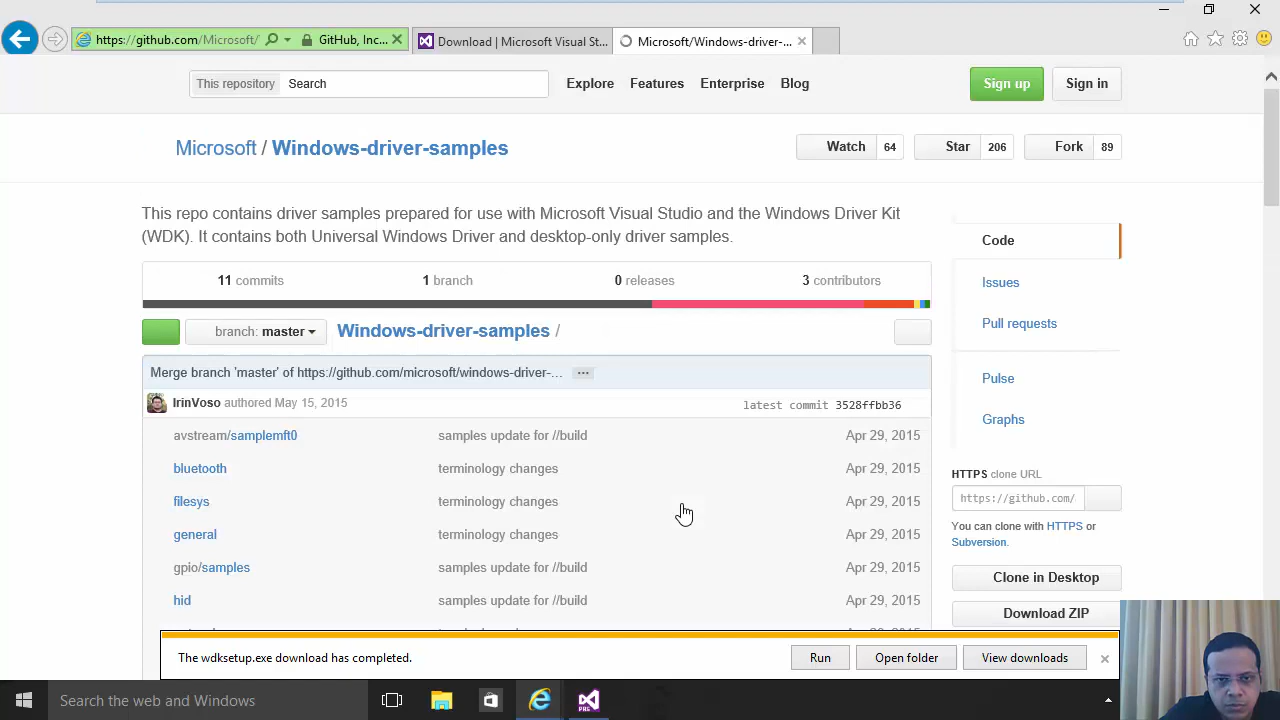 https://github.com/Microsoft/
GitHub, Inc...
Download | Microsoft Visual St...
Microsoft/Windows-driver-...
This repository
Search
Explore
Features
Enterprise
Blog
Sign up
Sign in
Microsoft / Windows-driver-samples
Watch 64
Star 206
Fork 89
This repo contains driver samples prepared for use with Microsoft Visual Studio and the Windows Driver Kit
(WDK). It contains both Universal Windows Driver and desktop-only driver samples.
Code
Issues
Pull requests
Pulse
Graphs
11 commits
1 branch
0 releases
3 contributors
branch: master
Windows-driver-samples /
Merge branch 'master' of https://github.com/microsoft/windows-driver-... ...
IrinVoso authored May 15, 2015
latest commit 3528ffbb36
avstream/samplemft0 samples update for //build Apr 29, 2015
bluetooth terminology changes Apr 29, 2015
filesys terminology changes Apr 29, 2015
general terminology changes Apr 29, 2015
gpio/samples samples update for //build Apr 29, 2015
hid samples update for //build Apr 29, 2015
HTTPS clone URL
https://github.com/
You can clone with HTTPS or
Subversion.
Clone in Desktop
Download ZIP
The wdksetup.exe download has completed.
Run
Open folder
View downloads
Search the web and Windows
PRE